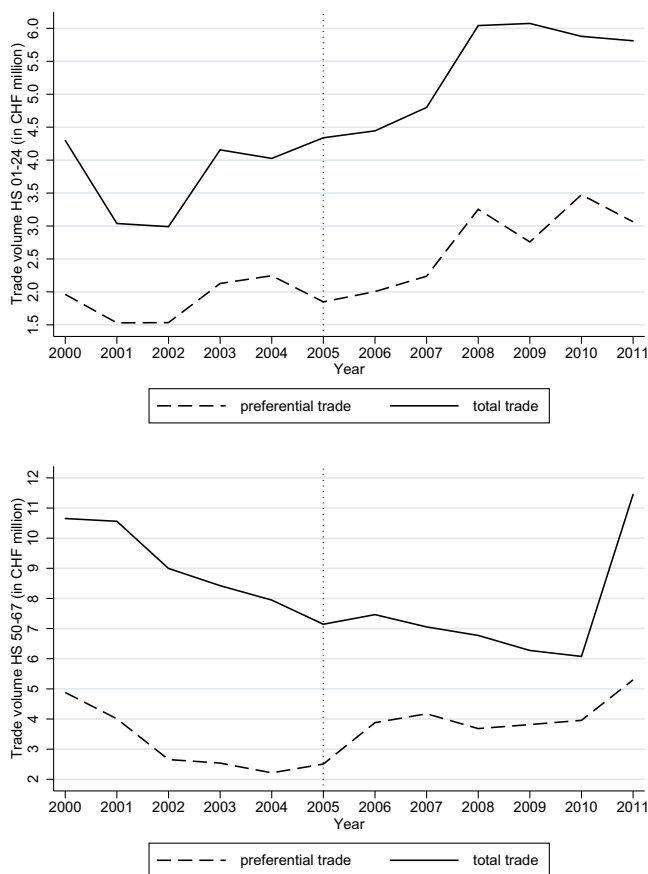 Trade volume HS 01-24 (in CHF million)
6.0
5.5
5.0
4.5
4.0
3.5
3.0
2.5
2.0
1.5
2000 2001 2002 2003 2004 2005 2006 2007 2008 2009 2010 2011
Year
preferential trade total trade
Trade volume HS 50-67 (in CHF million)
12
11
10
9
8
7
6
5
4
3
2
2000 2001 2002 2003 2004 2005 2006 2007 2008 2009 2010 2011
Year
preferential trade total trade